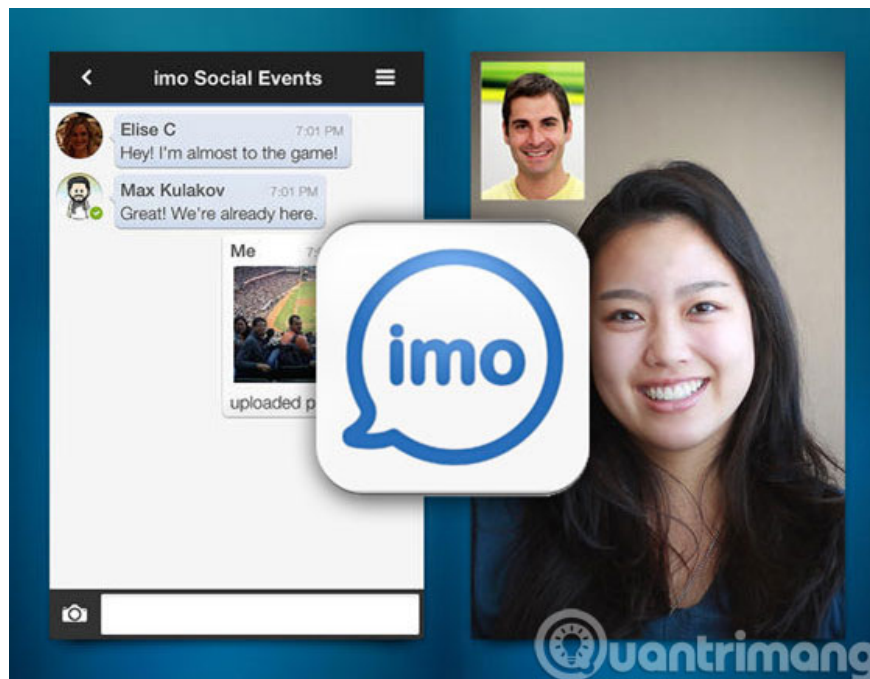 imo Social Events
Elise C 7:01 PM
Hey! I'm almost to the game!
Max Kulakov 7:01 PM
Great! We're already here.
Me
uploaded
imo
Quantrimang